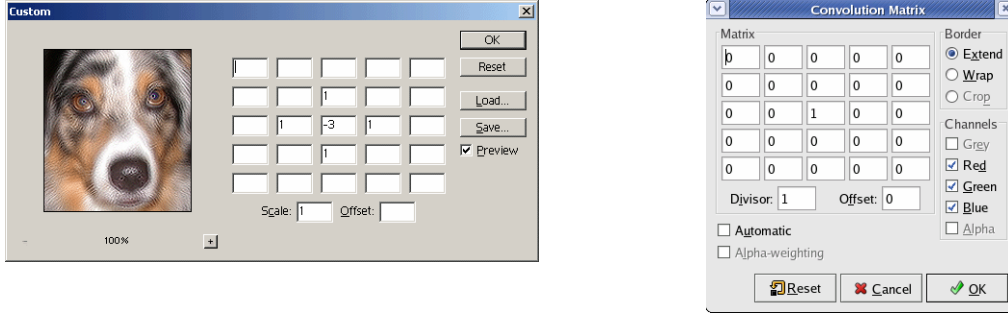 Custom
OK
Reset
1
Load...
1 -3 1
Save...
1
Preview
Scale: 1 Offset:
- 100% +
Convolution Matrix
Matrix
0 0 0 0 0
0 0 0 0 0
0 0 1 0 0
0 0 0 0 0
0 0 0 0 0
Divisor: 1 Offset: 0
Automatic
Alpha-weighting
Border
Extend
Wrap
Crop
Channels
Grey
Red
Green
Blue
Alpha
Reset Cancel OK